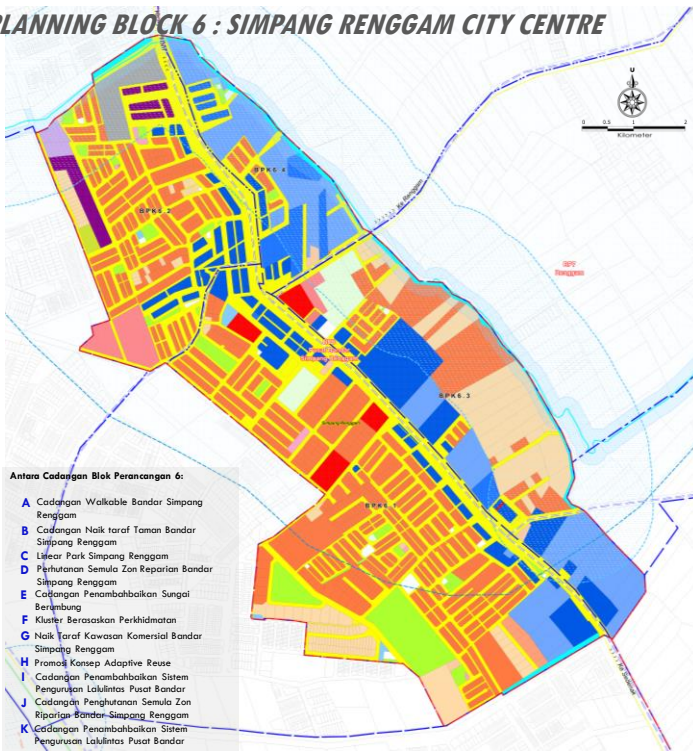 PLANNING BLOCK 6 : SIMPANG RENGGAM CITY CENTRE
U
0 0.5 1 2
Kilometer
BPK6.4
Ke Renggam
BPK6.2
BPK6.3
Simpang Renggam
BPK6.1
Antara Cadangan Blok Perancangan 6:
A Cadangan Walkable Bandar Simpang
Renggam
B Cadangan Naik taraf Taman Bandar
Simpang Renggam
C Linear Park Simpang Renggam
D Perhutanan Semula Zon Reparian Bandar
Simpang Renggam
E Cadangan Penambahbaikan Sungai
Berumbung
F Kluster Berasaskan Perkhidmatan
G Naik Taraf Kawasan Komersial Bandar
Simpang Renggam
H Promosi Konsep Adaptive Reuse
I Cadangan Penambahbaikan Sistem
Pengurusan Lalulintas Pusat Bandar
J Cadangan Penghutanan Semula Zon
Riparian Bandar Simpang Renggam
K Cadangan Penambahbaikan Sistem
Pengurusan Lalulintas Pusat Bandar